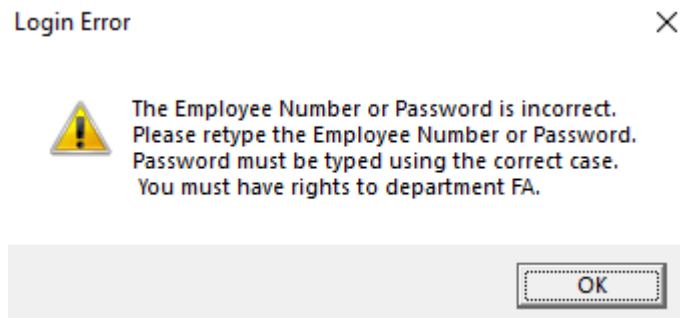 Login Error
The Employee Number or Password is incorrect.
Please retype the Employee Number or Password.
Password must be typed using the correct case.
You must have rights to department FA.
OK